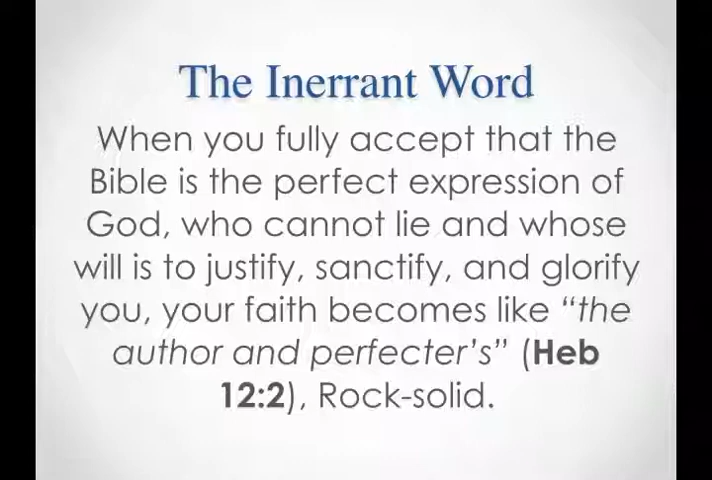 The Inerrant Word
When you fully accept that the
Bible is the perfect expression of
God, who cannot lie and whose
will is to justify, sanctify, and glorify
you, your faith becomes like “the
author and perfecter’s” (Heb
12:2), Rock-solid.